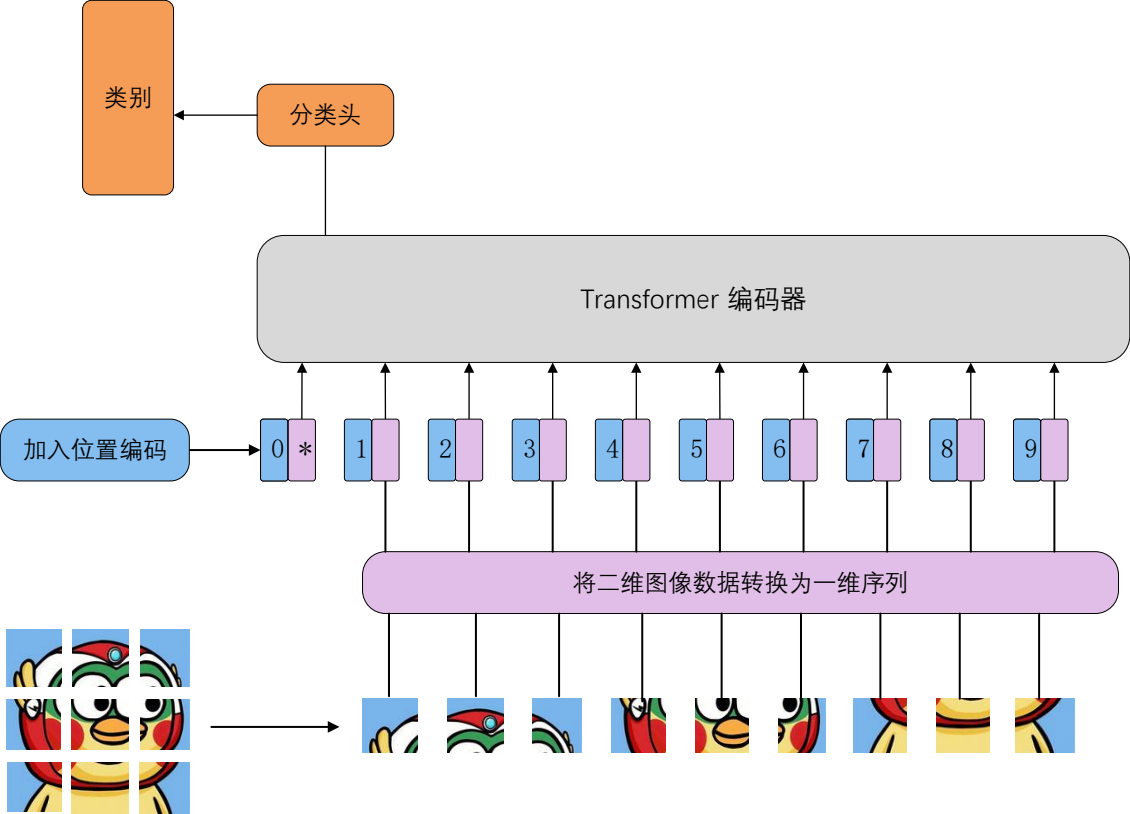 类别
分类头
Transformer 编码器
加入位置编码
0 * 1 2 3 4 5 6 7 8 9
将二维图像数据转换为一维序列